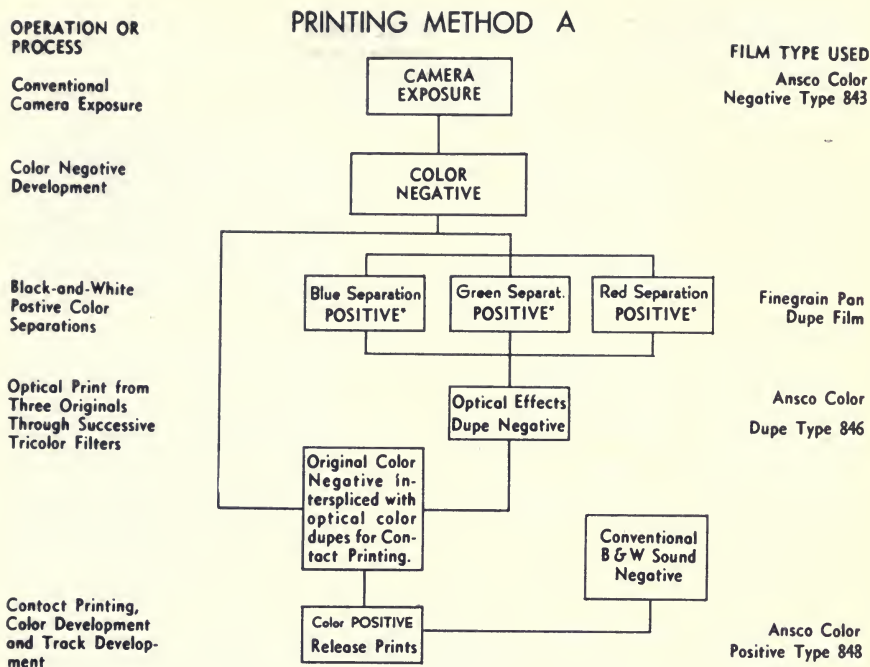 PRINTING METHOD A
OPERATION OR
PROCESS
FILM TYPE USED
Conventional
Camera Exposure
CAMERA
EXPOSURE
Ansco Color
Negative Type 843
Color Negotive
Development
COLOR
NEGATIVE
Black-and-White
Postive Color
Separations
Blue Separation
POSITIVE*
Green Separat.
POSITIVE*
Red Separation
POSITIVE*
Finegrain Pan
Dupe Film
Optical Print from
Three Originals
Through Successive
Tricolor Filters
Optical Effects
Dupe Negative
Ansco Color
Dupe Type 846
Original Color
Negative in-
terspliced with
optical color
dupes for Con-
tact Printing.
Conventional
B & W Sound
Negative
Contact Printing,
Color Development
and Track Develop-
ment
Color POSITIVE
Release Prints
Ansco Color
Positive Type 848